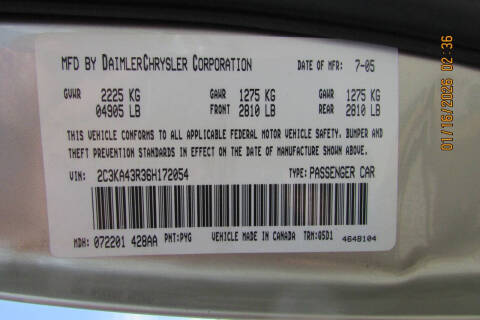 MFD BY DAIMLERCHRYSLER CORPORATION DATE OF MFR: 7-05
GVWR 2225 KG GAWR 1275 KG GAWR 1275 KG
04905 LB FRONT 2810 LB REAR 2810 LB
THIS VEHICLE CONFORMS TO ALL APPLICABLE FEDERAL MOTOR VEHICLE SAFETY, BUMPER AND
THEFT PREVENTION STANDARDS IN EFFECT ON THE DATE OF MANUFACTURE SHOWN ABOVE.
VIN: 2C3KA43R36H172054 TYPE: PASSENGER CAR
MDH: 072201 428AA PNT: PYG VEHICLE MADE IN CANADA TRM: G5D1 4648104
01/16/2026 02:36